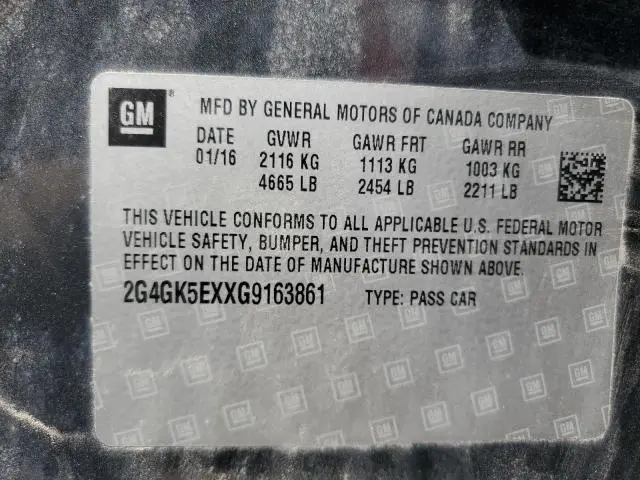 GM®
MFD BY GENERAL MOTORS OF CANADA COMPANY
DATE GVWR GAWR FRT GAWR RR
01/16 2116 KG 1113 KG 1003 KG
4665 LB 2454 LB 2211 LB
THIS VEHICLE CONFORMS TO ALL APPLICABLE U.S. FEDERAL MOTOR
VEHICLE SAFETY, BUMPER, AND THEFT PREVENTION STANDARDS IN
EFFECT ON THE DATE OF MANUFACTURE SHOWN ABOVE.
2G4GK5EXXG9163861 TYPE: PASS CAR